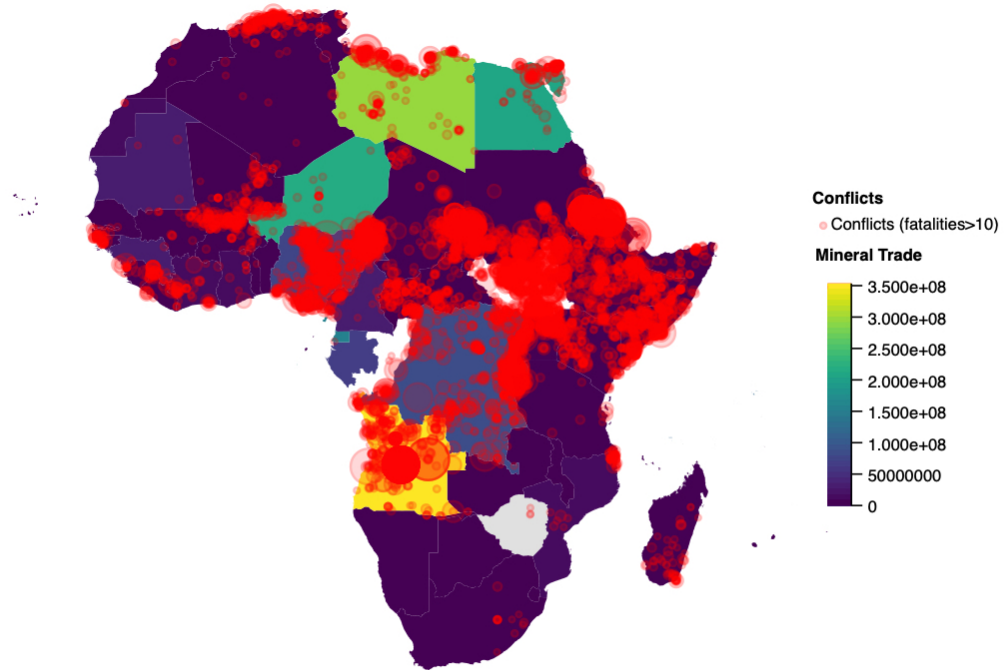 Conflicts
Conflicts (fatalities>10)
Mineral Trade
3.500e+08
3.000e+08
2.500e+08
2.000e+08
1.500e+08
1.000e+08
50000000
0